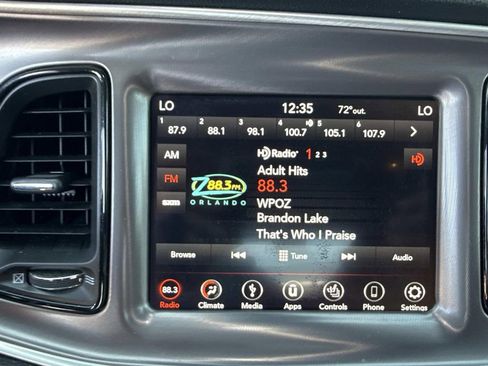 LO 12:35 72°out. LO
1 2 3 4 5 6
87.9 88.1 98.1 100.7 105.1 107.9
AM
FM
HD Radio 1 2 3
HD
Adult Hits
88.3
Z88.3 FM
ORLANDO
WPOZ
Brandon Lake
That's Who I Praise
Browse Tune Audio
88.3
Radio Climate Media Apps Controls Phone Settings